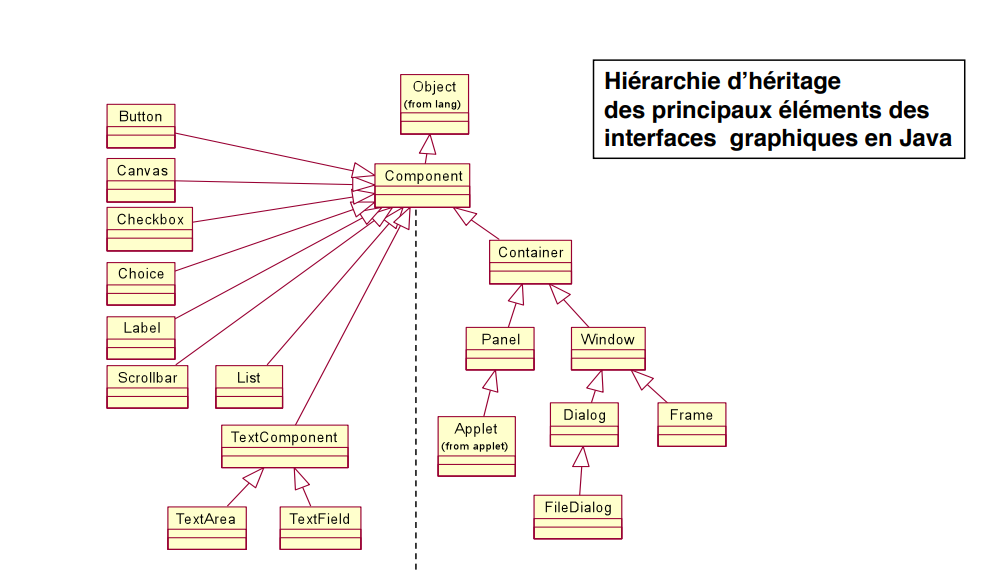 Hiérarchie d’héritage
des principaux éléments des
interfaces  graphiques en Java
Object
(from lang)
Button
Component
Canvas
Checkbox
Container
Choice
Label
Panel
Window
Scrollbar
List
TextComponent
Applet
(from applet)
Dialog
Frame
TextArea
TextField
FileDialog